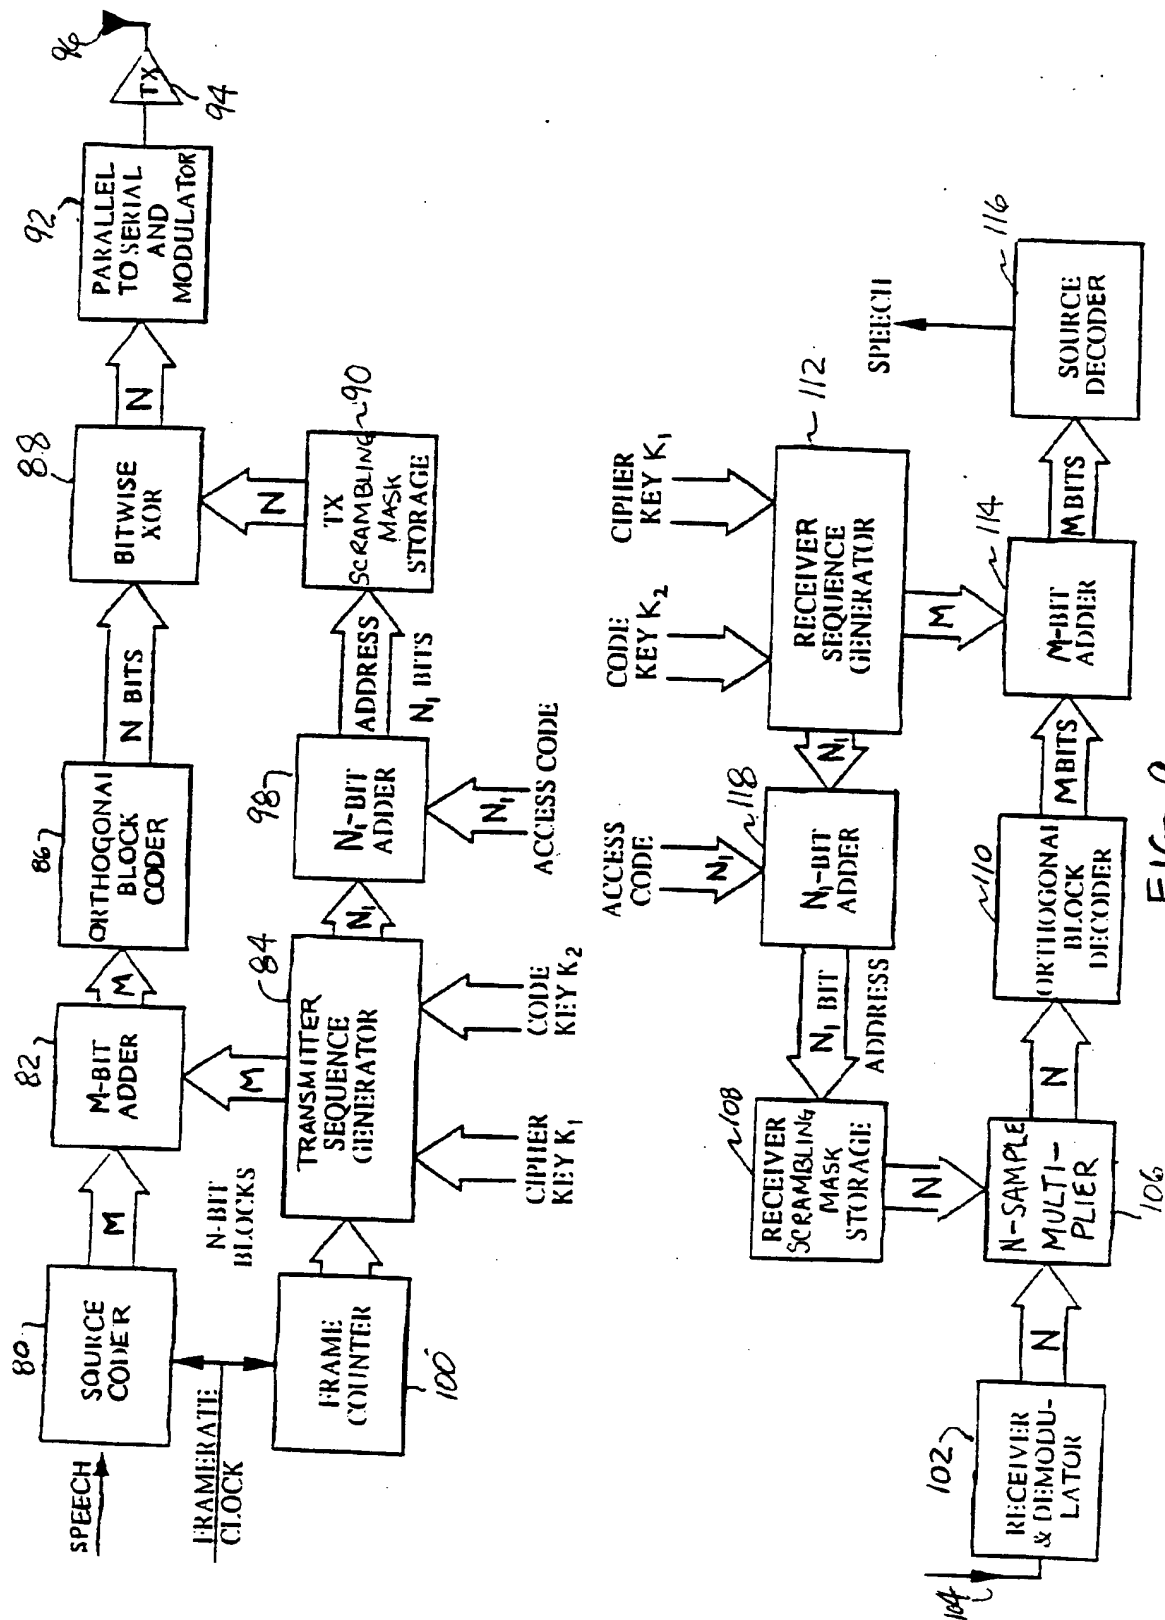 SPEECH
80
SOURCE
CODER
M
82
M-BIT
ADDER
M
86
ORTHOGONAL
BLOCK
CODER
N BITS
88
BITWISE
XOR
N
92
PARALLEL
TO SERIAL
AND
MODULATOR
TX
94
96
FRAMERATE
CLOCK
N-BIT
BLOCKS
FRAME
COUNTER
100
84
TRANSMITTER
SEQUENCE
GENERATOR
M
CIPHER
KEY K1
CODE
KEY K2
N1
98
N1-BIT
ADDER
N1
ACCESS CODE
ADDRESS
N1 BITS
TX
SCRAMBLING
MASK
STORAGE
90
N
104
102
RECEIVER
& DEMODU-
LATOR
N
N-SAMPLE
MULTI-
PLIER
106
N
110
ORTHOGONAL
BLOCK
DECODER
M BITS
114
M-BIT
ADDER
M BITS
116
SOURCE
DECODER
SPEECH
108
RECEIVER
SCRAMBLING
MASK
STORAGE
N
N1 BIT
ADDRESS
118
N1-BIT
ADDER
ACCESS
CODE
N1
N1
112
RECEIVER
SEQUENCE
GENERATOR
M
CODE
KEY K2
CIPHER
KEY K1